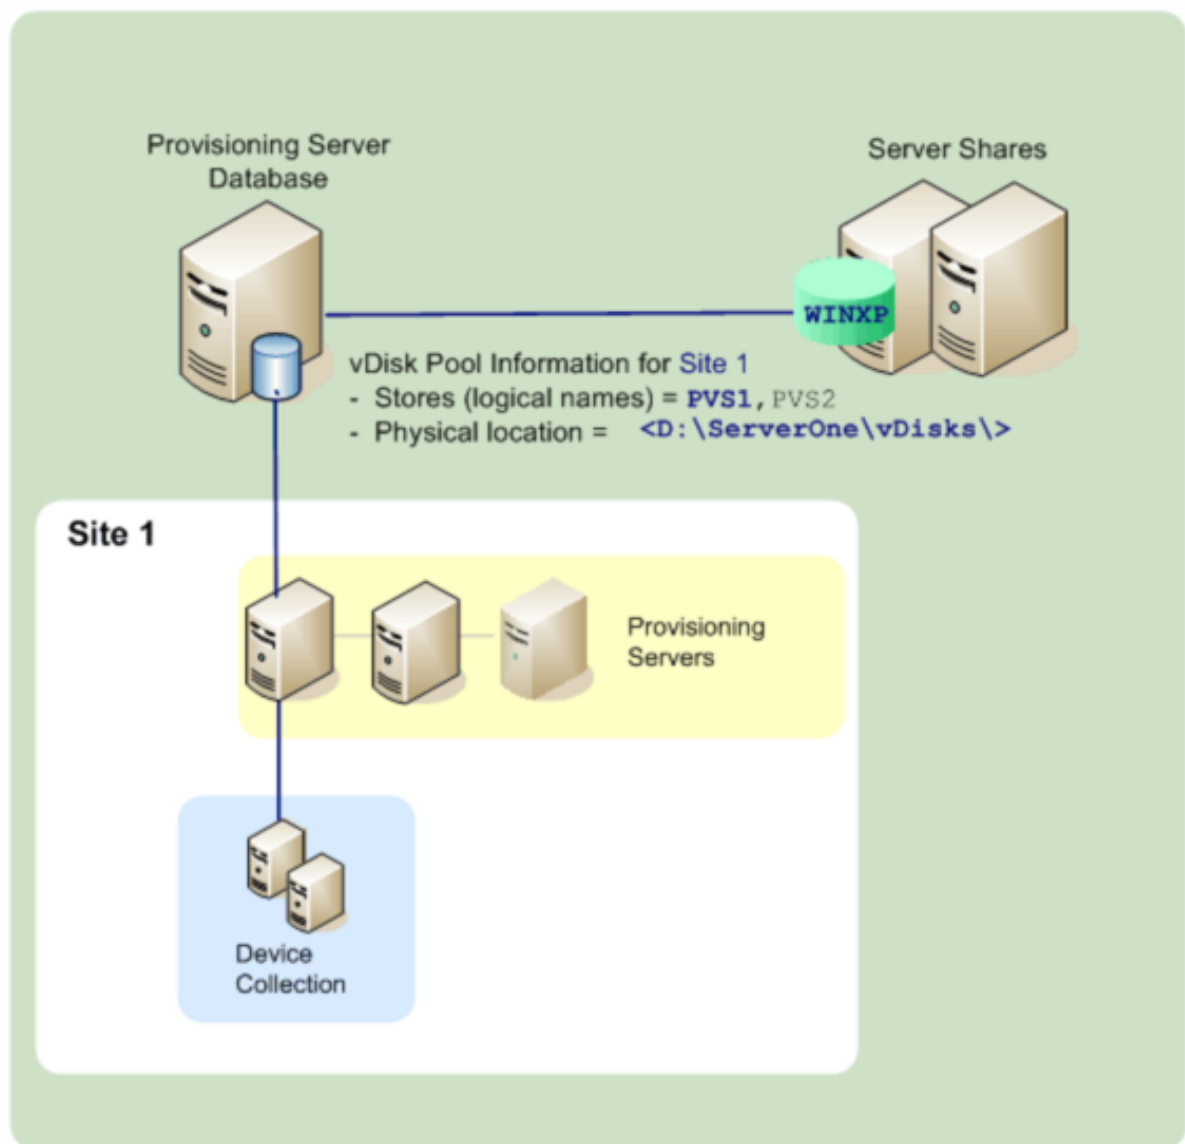 Provisioning Server
Database
Server Shares
WINXP
vDisk Pool Information for Site 1
- Stores (logical names) = PVS1, PVS2
- Physical location = <D:\ServerOne\vDisks\>
Site 1
Provisioning
Servers
Device
Collection